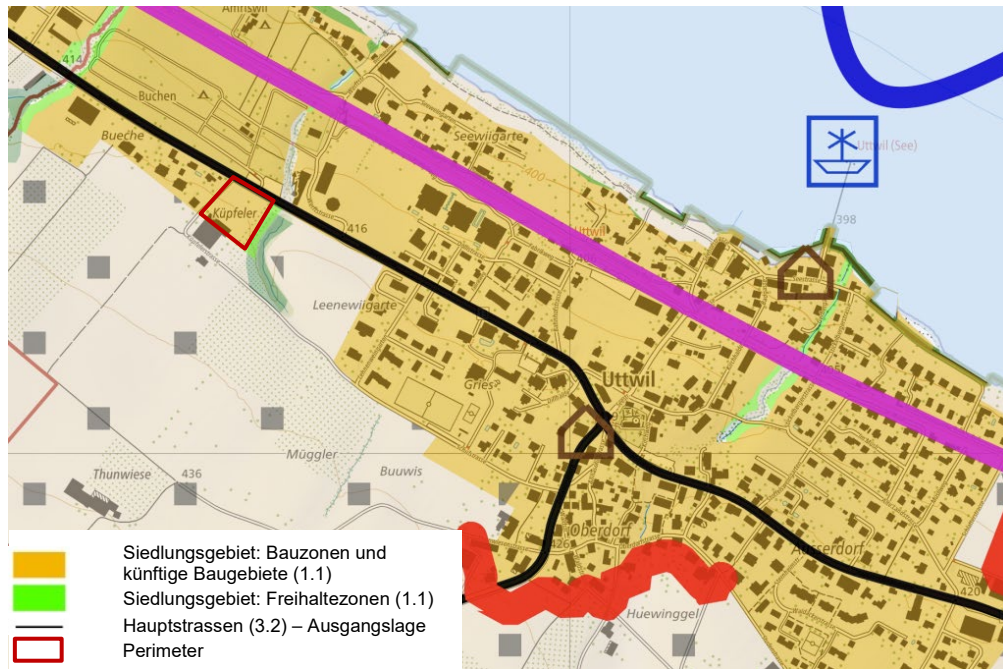 Amriswil
414
Buchen
Bueche
Seewiigarte
400
Uttwil (See)
398
Küpfeler
416
Uttwil
Leenewiigarte
Uttwil
Gries
Müggler
Thunwiese
436
Buuwis
Oberdorf
426
Ausserdorf
420
Huewinggel
Siedlungsgebiet: Bauzonen und
künftige Baugebiete (1.1)
Siedlungsgebiet: Freihaltezonen (1.1)
Hauptstrassen (3.2) – Ausgangslage
Perimeter